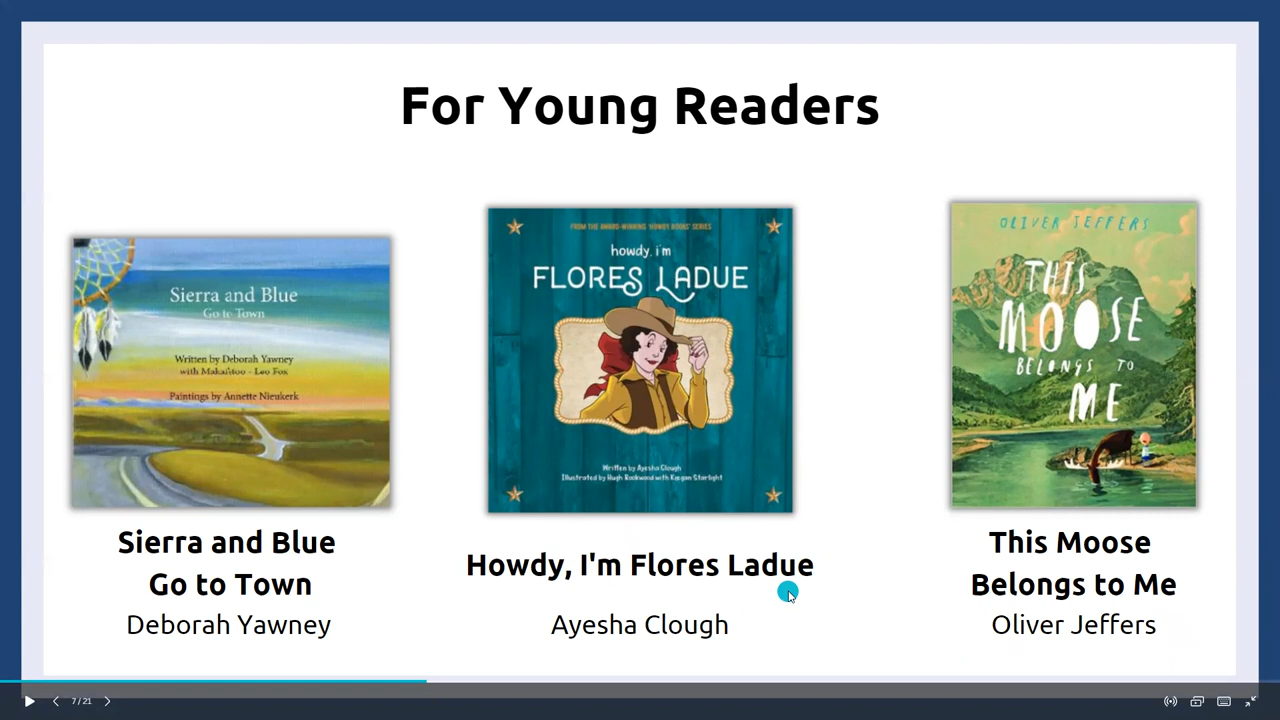 For Young Readers
Sierra and Blue
Go to Town
Written by Deborah Yawney
with Makai'stoo - Leo Fox
Paintings by Annette Nieukerk
FROM THE AWARD-WINNING 'HOWDY BOOKS' SERIES
howdy, i'm
FLORES LADUE
Written by Ayesha Clough
Illustrated by Hugh Rookwood with Keegan Starlight
OLIVER JEFFERS
THIS
MOOSE
BELONGS TO
ME
Sierra and Blue
Go to Town
Deborah Yawney
Howdy, I'm Flores Ladue
Ayesha Clough
This Moose
Belongs to Me
Oliver Jeffers
7 / 21